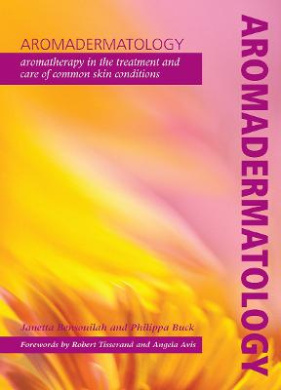 AROMADERMATOLOGY
aromatherapy in the treatment and
care of common skin conditions
AROMADERMATOLOGY
Janetta Bensouilah and Philippa Buck
Forewords by Robert Tisserand and Angela Avis